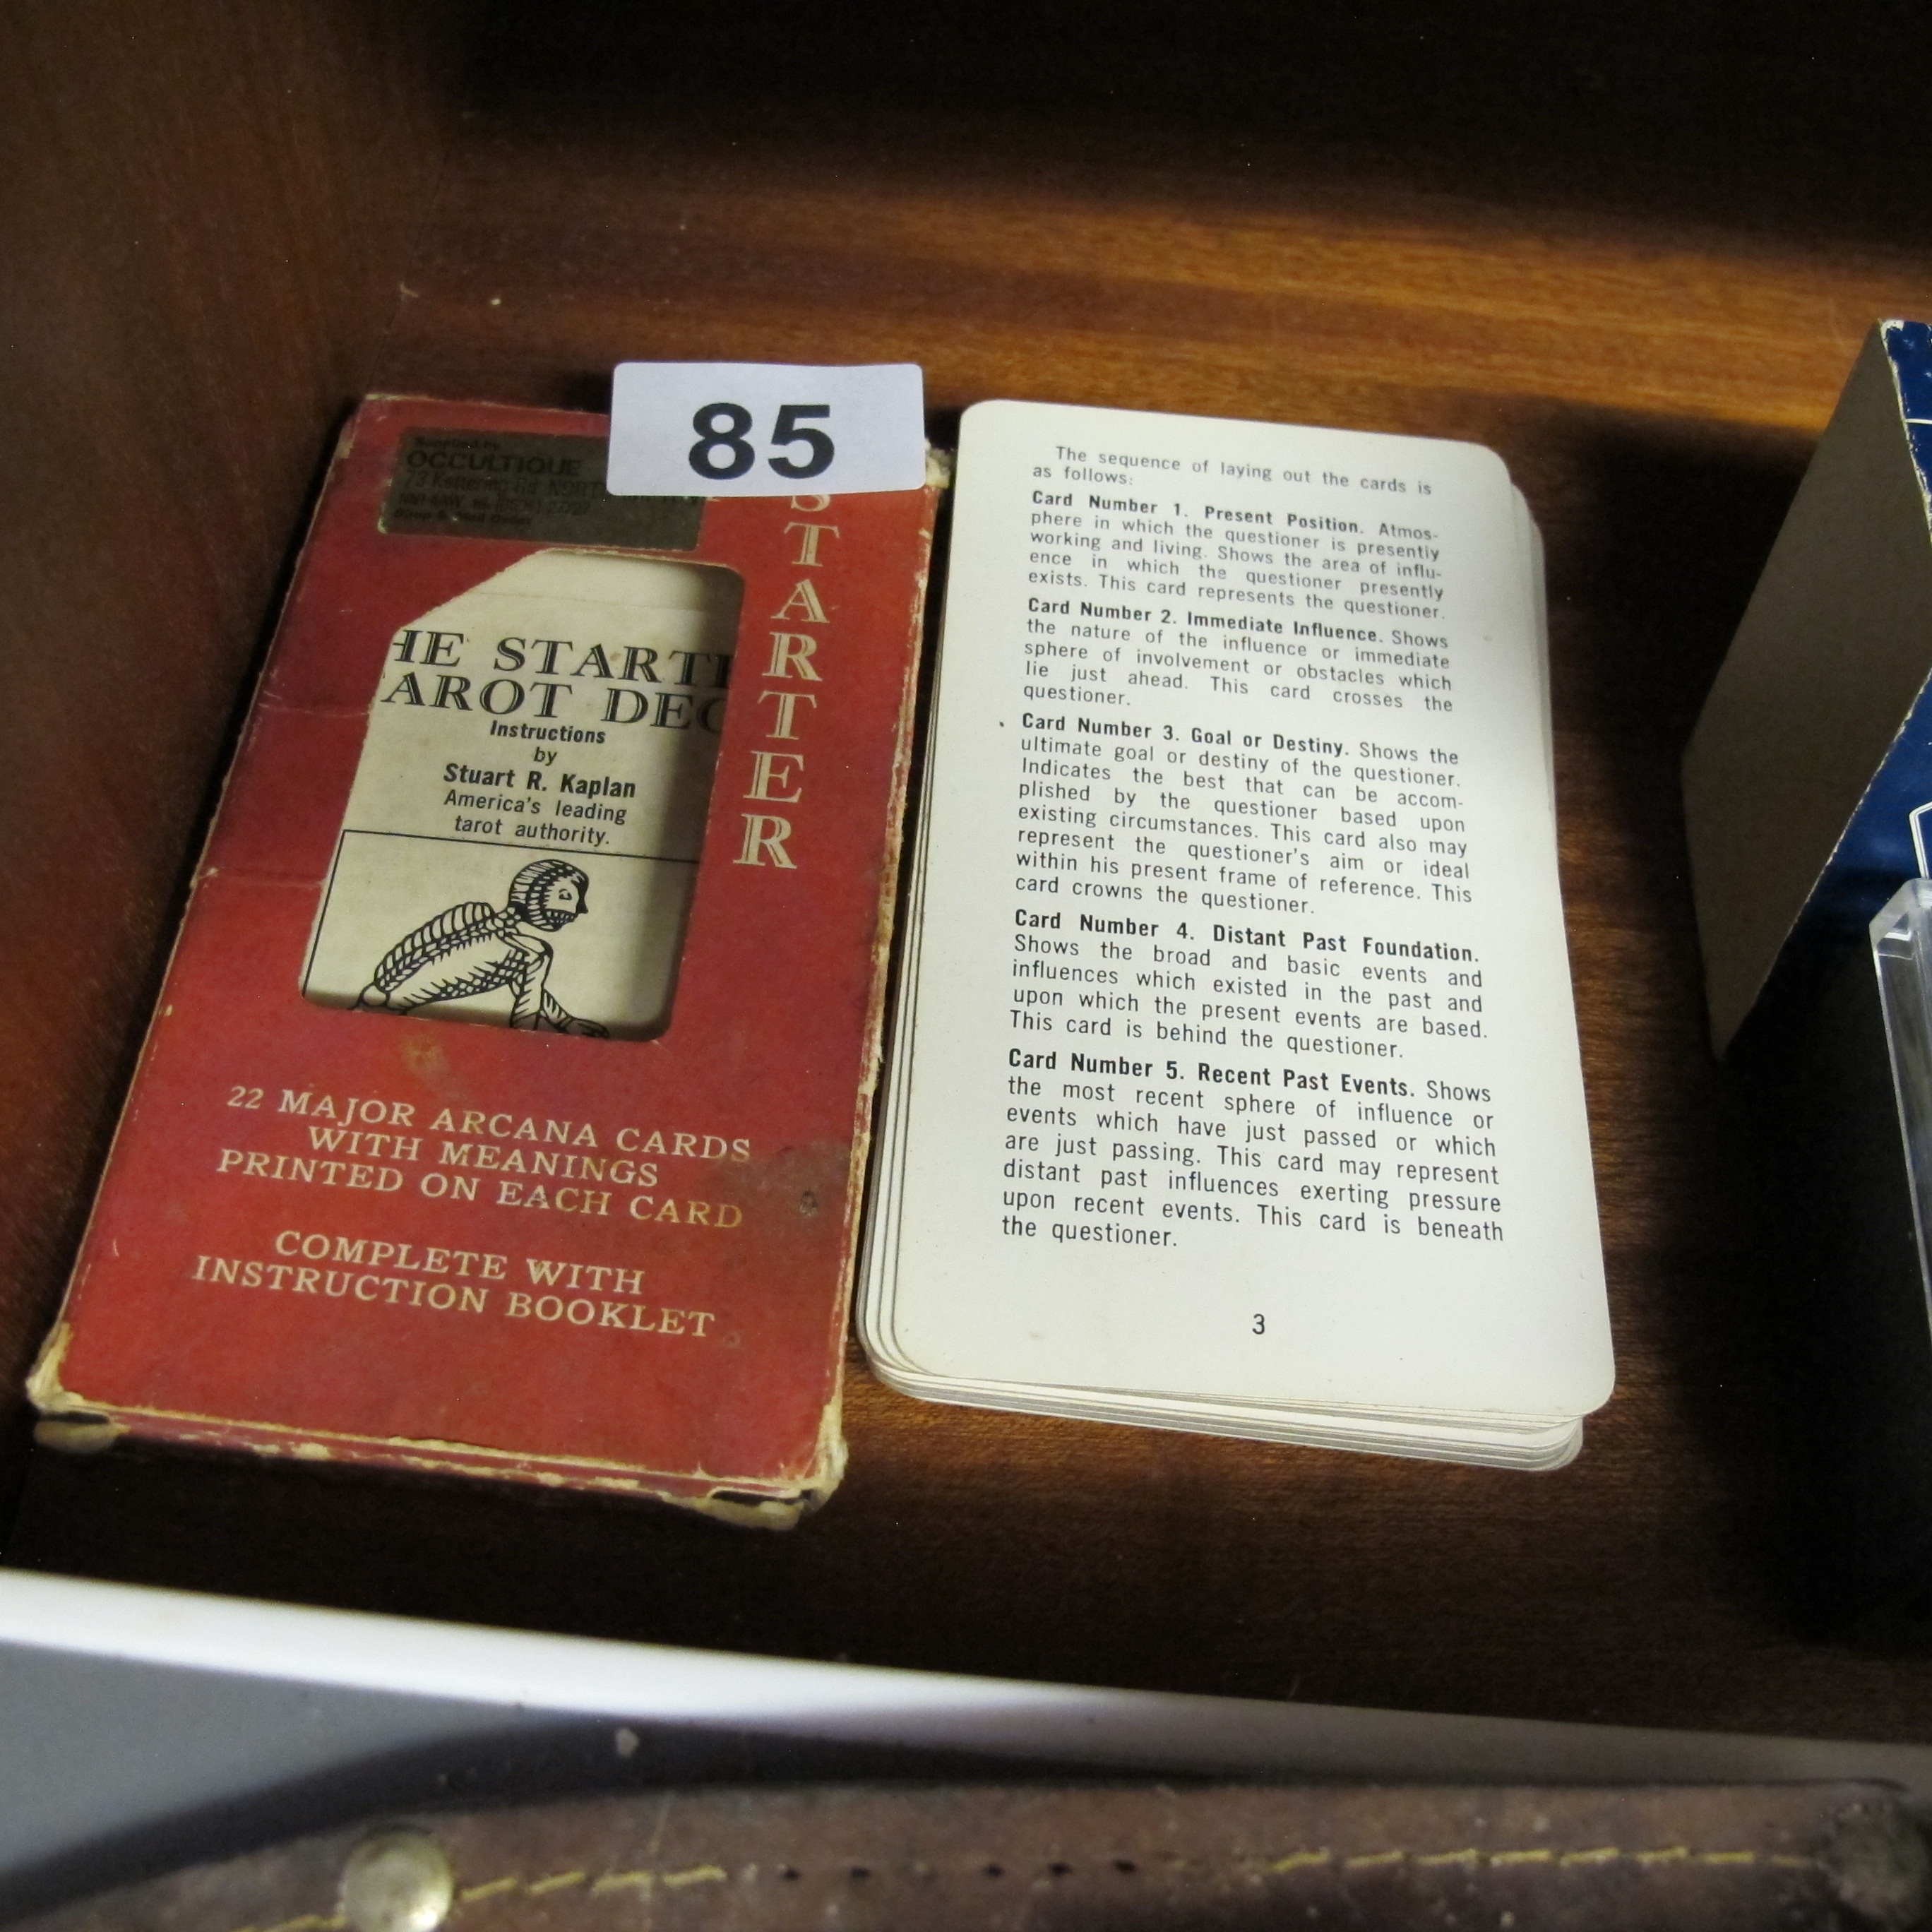 85
Supplied by
OCCULTIQUE
73 Kettering Rd
STARTER
HE STARTE
AROT DEC
Instructions
by
Stuart R. Kaplan
America's leading
tarot authority.
22 MAJOR ARCANA CARDS
WITH MEANINGS
PRINTED ON EACH CARD
COMPLETE WITH
INSTRUCTION BOOKLET
The sequence of laying out the cards is
as follows:
Card Number 1. Present Position. Atmos-
phere in which the questioner is presently
working and living. Shows the area of influ-
ence in which the questioner presently
exists. This card represents the questioner.
Card Number 2. Immediate Influence. Shows
the nature of the influence or immediate
sphere of involvement or obstacles which
lie just ahead. This card crosses the
questioner.
Card Number 3. Goal or Destiny. Shows the
ultimate goal or destiny of the questioner.
Indicates the best that can be accom-
plished by the questioner based upon
existing circumstances. This card also may
represent the questioner's aim or ideal
within his present frame of reference. This
card crowns the questioner.
Card Number 4. Distant Past Foundation.
Shows the broad and basic events and
influences which existed in the past and
upon which the present events are based.
This card is behind the questioner.
Card Number 5. Recent Past Events. Shows
the most recent sphere of influence or
events which have just passed or which
are just passing. This card may represent
distant past influences exerting pressure
upon recent events. This card is beneath
the questioner.
3